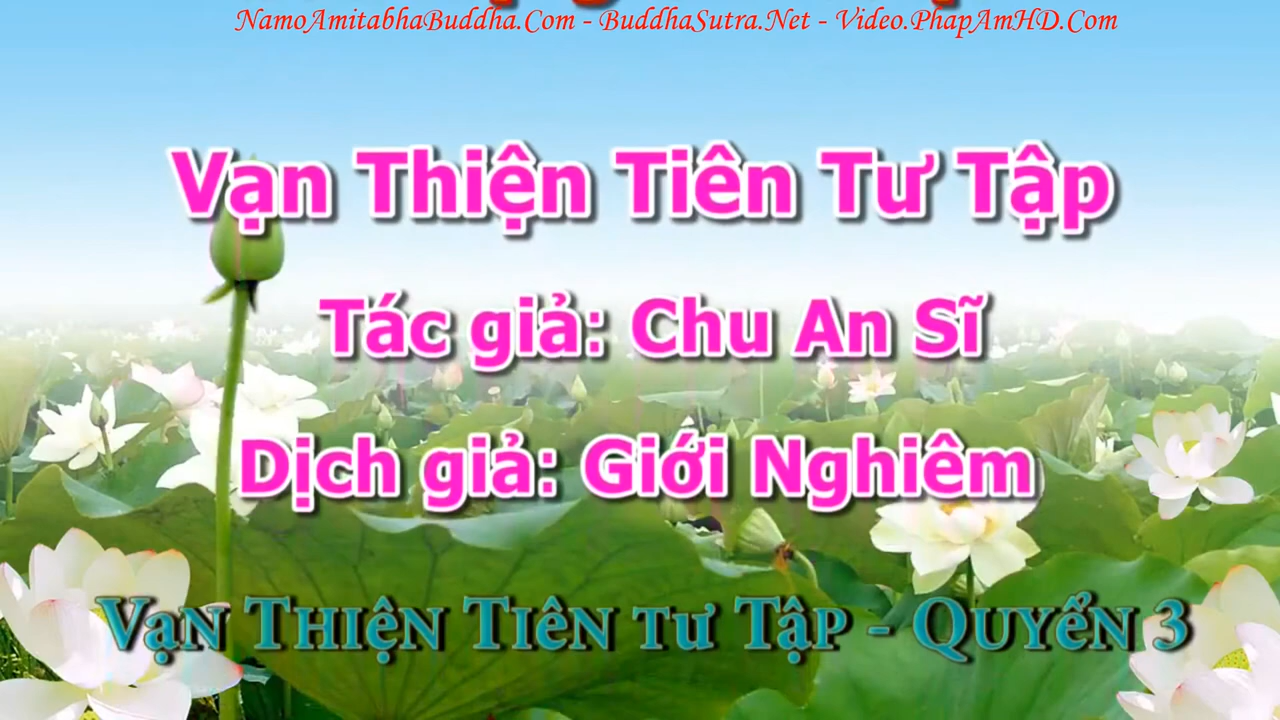 NamoAmitabhaBuddha.Com - BuddhaSutra.Net - Video.PhapAmHD.Com
Vạn Thiện Tiên Tư Tập
Tác giả: Chu An Sĩ
Dịch giả: Giới Nghiêm
Vạn Thiện Tiên tư Tập - Quyển 3